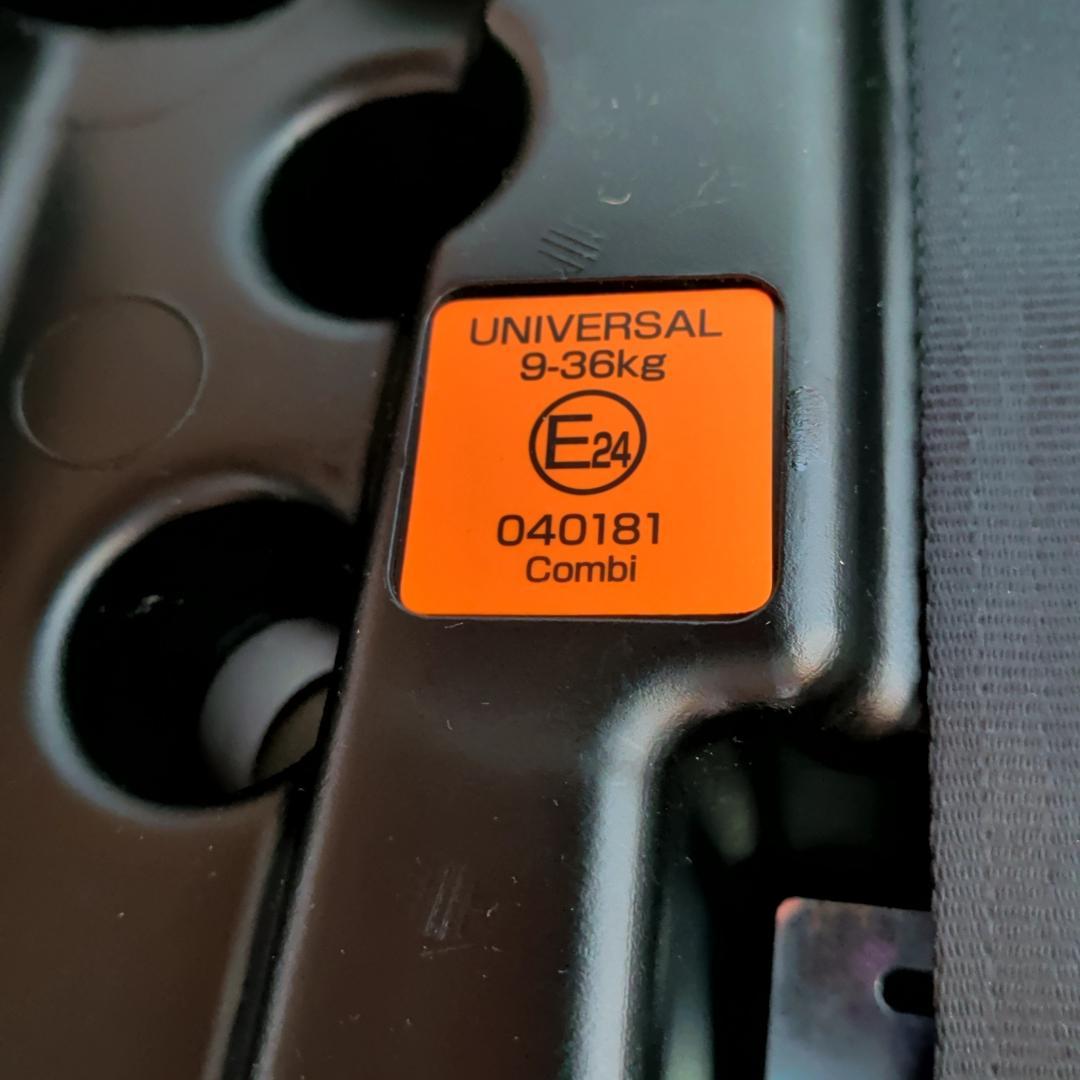 UNIVERSAL
9-36kg
E24
040181
Combi